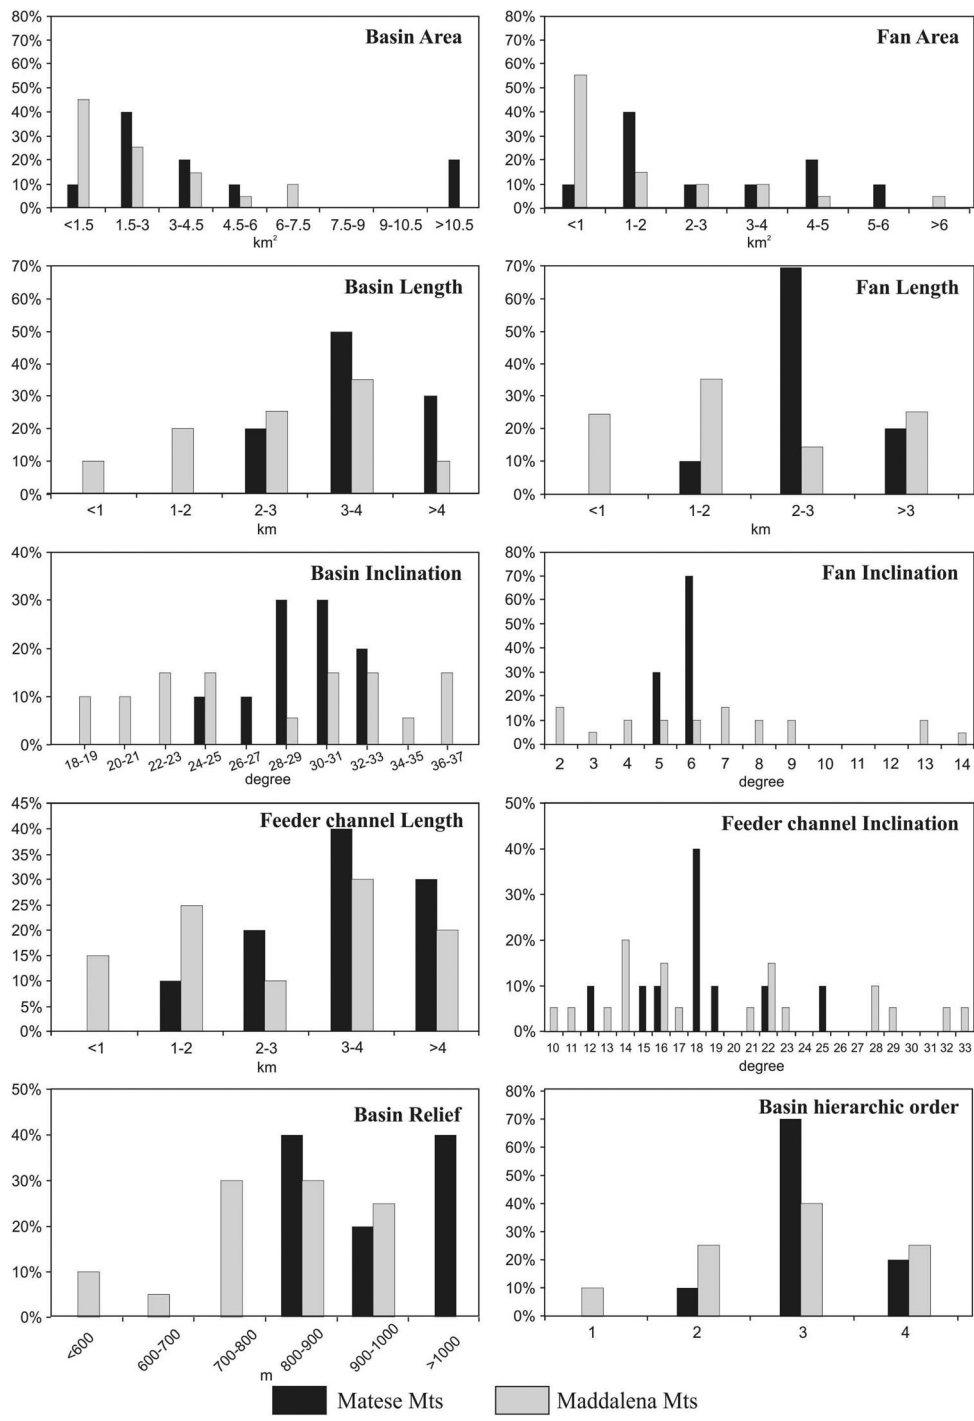 Basin Area
80%
70%
60%
50%
40%
30%
20%
10%
0%
<1.5 1.5-3 3-4.5 4.5-6 6-7.5 7.5-9 9-10.5 >10.5
km²
Fan Area
80%
70%
60%
50%
40%
30%
20%
10%
0%
<1 1-2 2-3 3-4 4-5 5-6 >6
km²
Basin Length
70%
60%
50%
40%
30%
20%
10%
0%
<1 1-2 2-3 3-4 >4
km
Fan Length
70%
60%
50%
40%
30%
20%
10%
0%
<1 1-2 2-3 >3
km
Basin Inclination
40%
30%
20%
10%
0%
18-19 20-21 22-23 24-25 26-27 28-29 30-31 32-33 34-35 36-37
degree
Fan Inclination
80%
70%
60%
50%
40%
30%
20%
10%
0%
2 3 4 5 6 7 8 9 10 11 12 13 14
degree
Feeder channel Length
45%
40%
35%
30%
25%
20%
15%
10%
5%
0%
<1 1-2 2-3 3-4 >4
km
Feeder channel Inclination
50%
40%
30%
20%
10%
0%
10 11 12 13 14 16 15 17 18 19 20 21 22 23 24 25 26 27 28 29 30 31 32 33
degree
Basin Relief
50%
40%
30%
20%
10%
0%
<600 600-700 700-800 800-900 900-1000 >1000
m
Basin hierarchic order
80%
70%
60%
50%
40%
30%
20%
10%
0%
1 2 3 4
Matese Mts Maddalena Mts